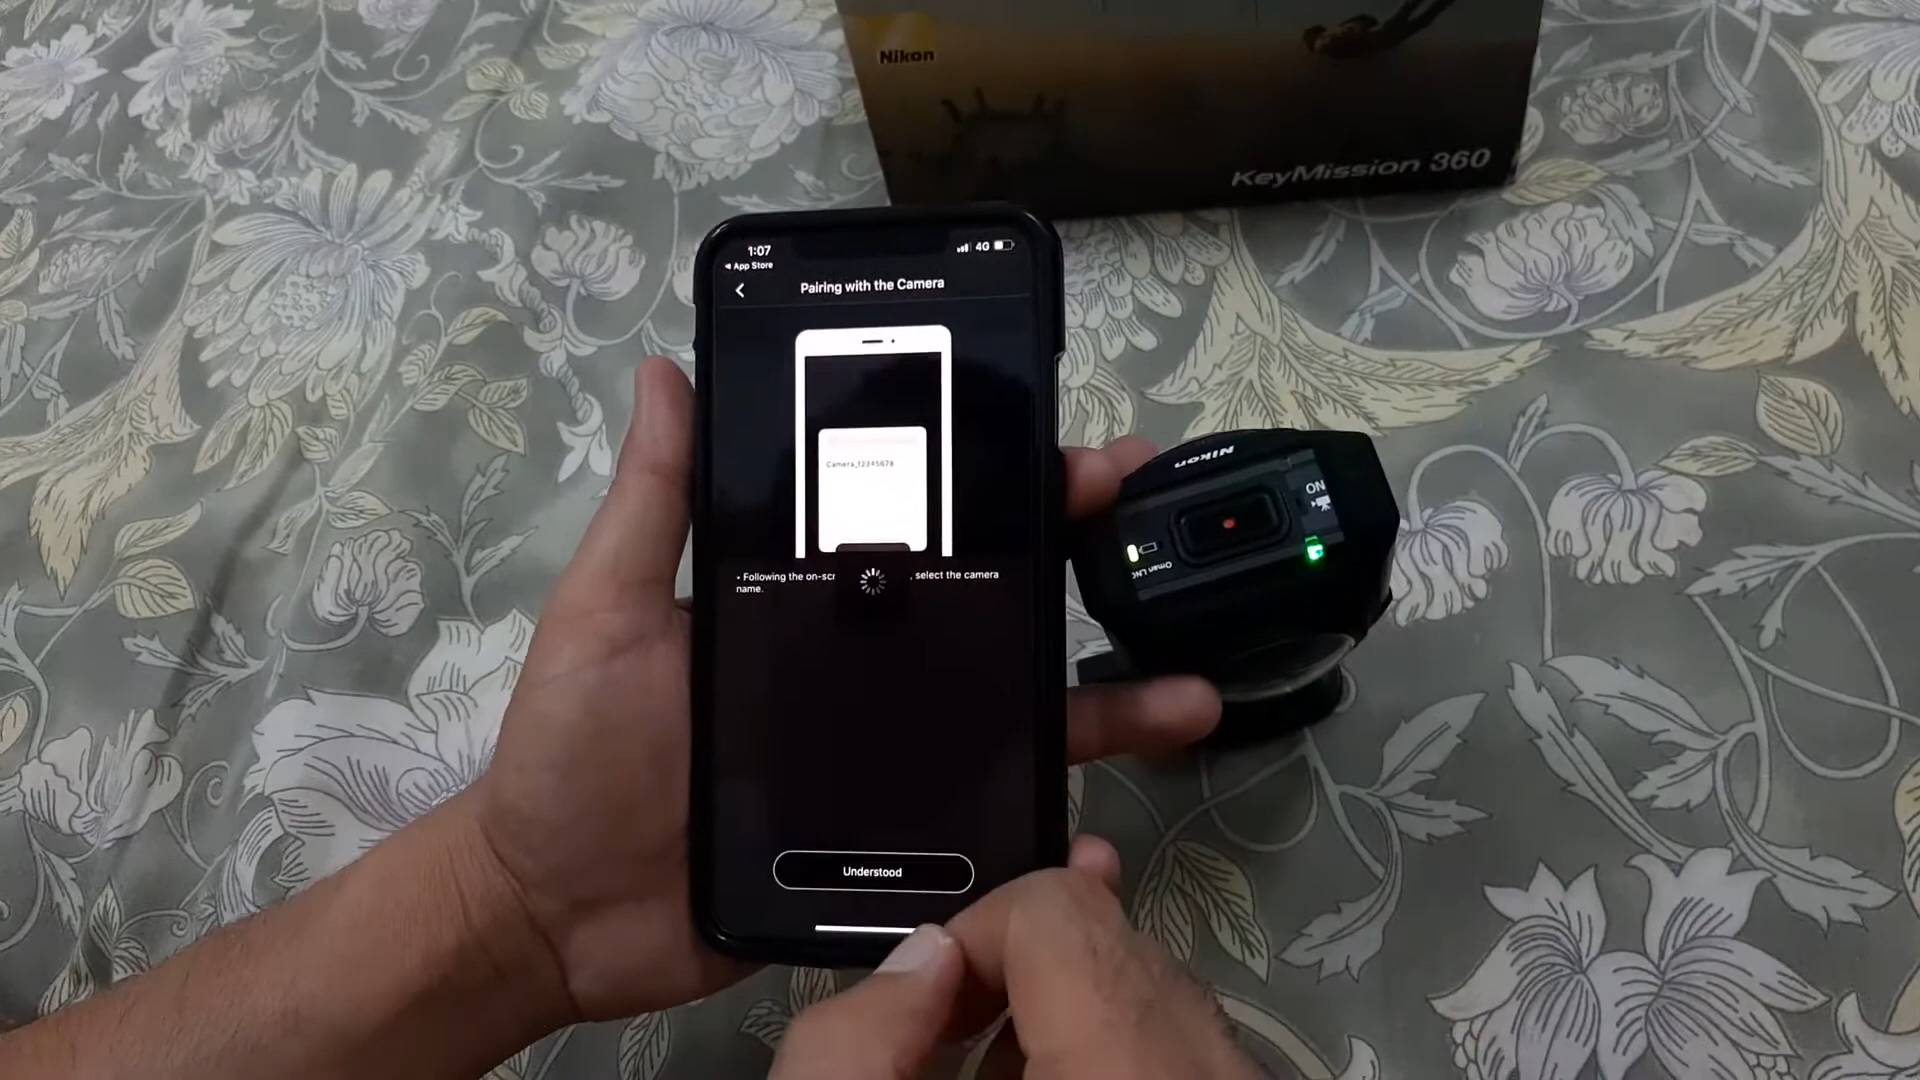 Nikon
KeyMission 360
1:07
4G
App Store
Pairing with the Camera
Camera_12345678
• Following the on-scr , select the camera
name.
Understood
Nikon
ON